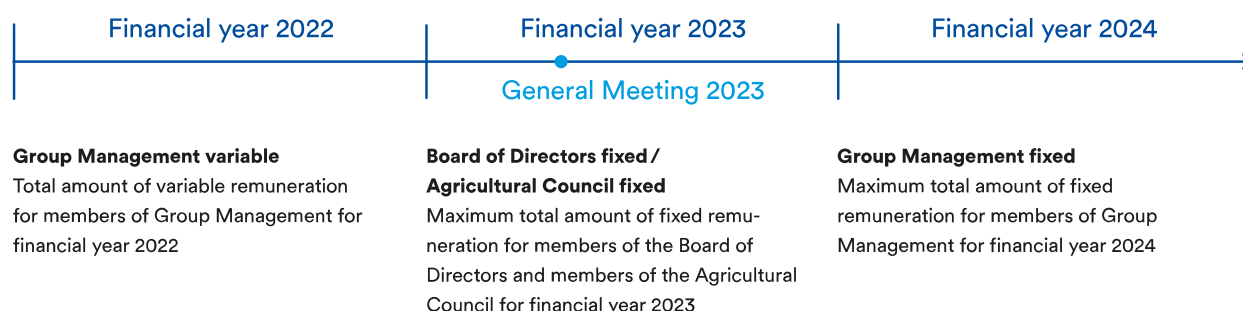 Financial year 2022
Financial year 2023
Financial year 2024
General Meeting 2023
Group Management variable
Total amount of variable remuneration
for members of Group Management for
financial year 2022
Board of Directors fixed /
Agricultural Council fixed
Maximum total amount of fixed remu-
neration for members of the Board of
Directors and members of the Agricultural
Council for financial year 2023
Group Management fixed
Maximum total amount of fixed
remuneration for members of Group
Management for financial year 2024